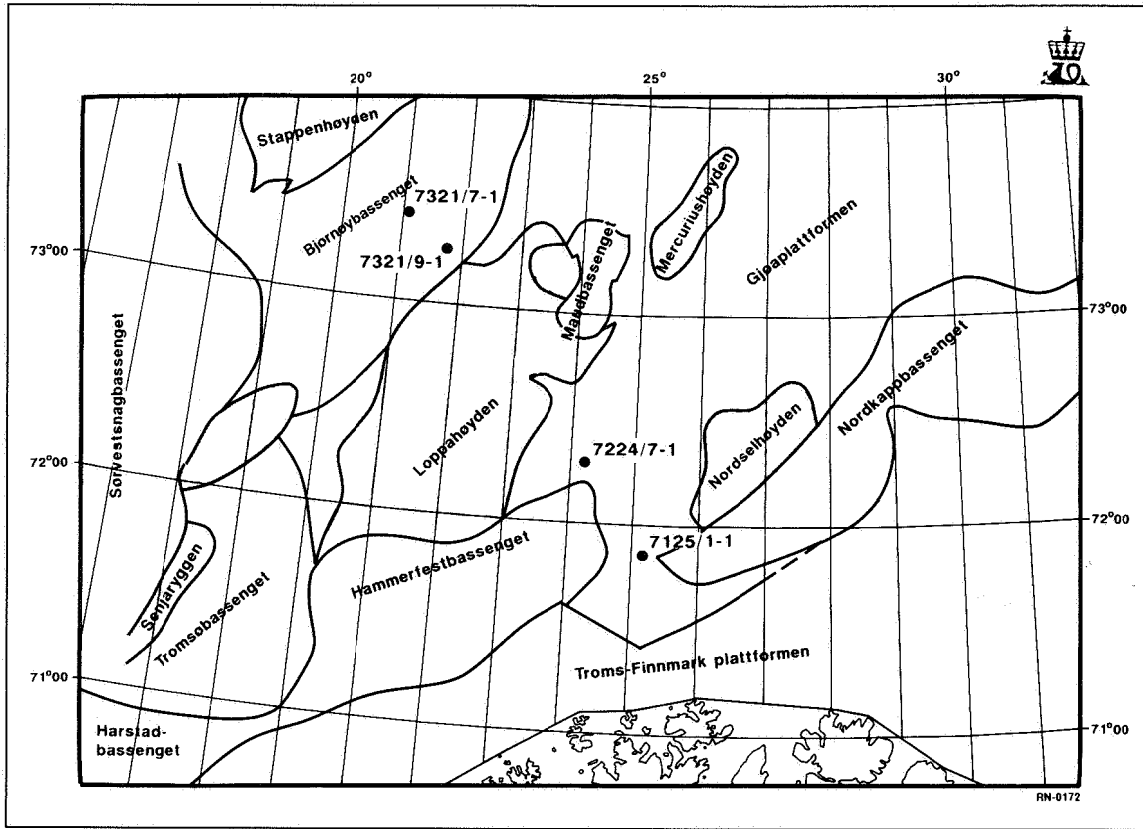 20°
25°
30°
Stappenhøyden
Bjørnøybassenget
7321/7-1
7321/9-1
Mercuriushøyden
Maudbassenget
Gjøaplattformen
73°00
73°00
Sørvestsnagbassenget
Loppahøyden
Nordkappbassenget
Nordselhøyden
7224/7-1
72°00
72°00
7125/1-1
Hammerfestbassenget
Senjaryggen
Tromsøbassenget
71°00
Troms-Finnmark plattformen
71°00
Harstad-
bassenget
RN-0172